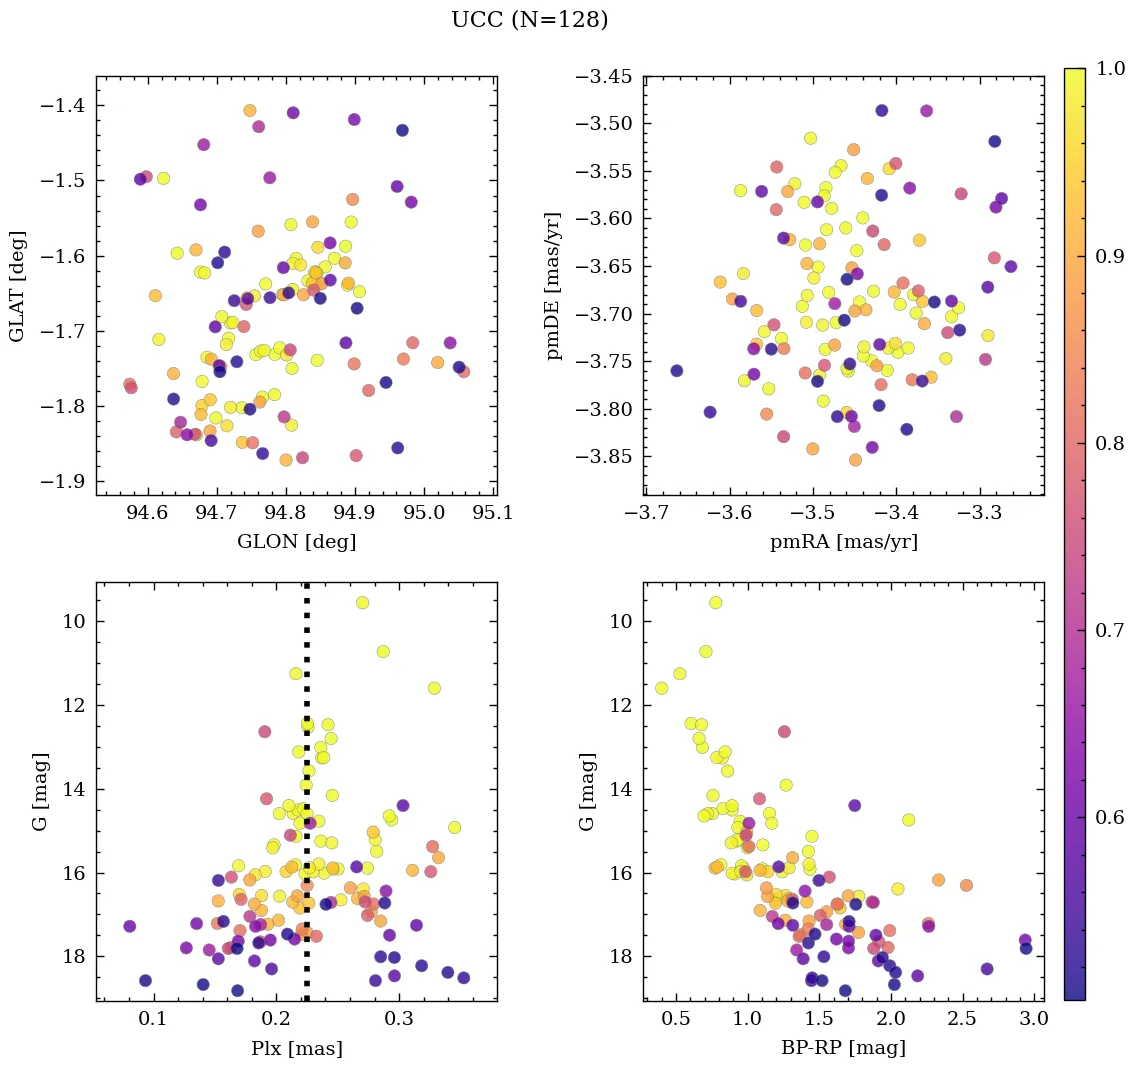 UCC (N=128)
−1.4
−1.5
−1.6
−1.7
−1.8
−1.9
GLAT [deg]
94.6 94.7 94.8 94.9 95.0 95.1
GLON [deg]
−3.45
−3.50
−3.55
−3.60
−3.65
−3.70
−3.75
−3.80
−3.85
pmDE [mas/yr]
−3.7 −3.6 −3.5 −3.4 −3.3
pmRA [mas/yr]
10
12
14
16
18
G [mag]
0.1 0.2 0.3
Plx [mas]
10
12
14
16
18
G [mag]
0.5 1.0 1.5 2.0 2.5 3.0
BP-RP [mag]
1.0
0.9
0.8
0.7
0.6